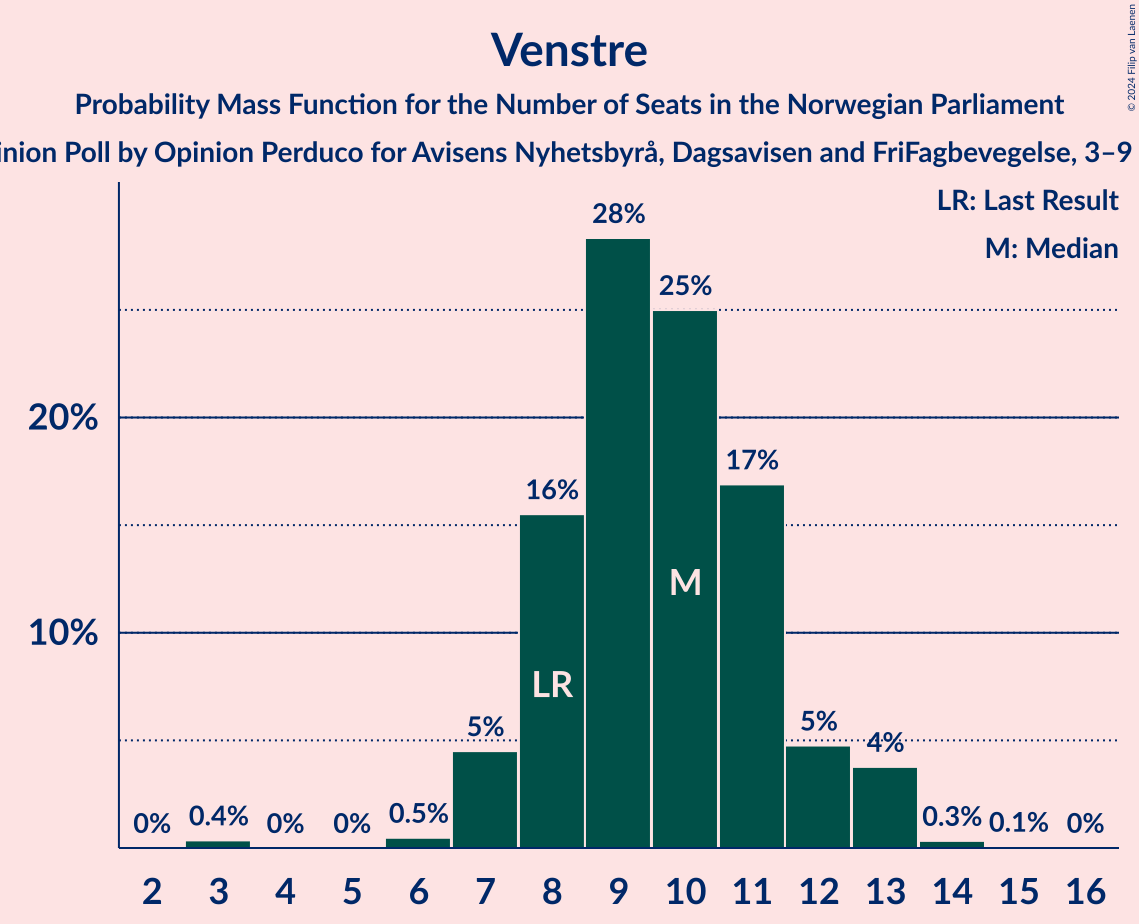 Venstre
Probability Mass Function for the Number of Seats in the Norwegian Parliament
inion Poll by Opinion Perduco for Avisens Nyhetsbyrå, Dagsavisen and FriFagbevegelse, 3–9
© 2024 Filip van Laenen
LR: Last Result
M: Median
28%
25%
20%
17%
16%
M
10%
LR
5%
5%
4%
0%
0.4%
0%
0%
0.5%
0.3%
0.1%
0%
2 3 4 5 6 7 8 9 10 11 12 13 14 15 16